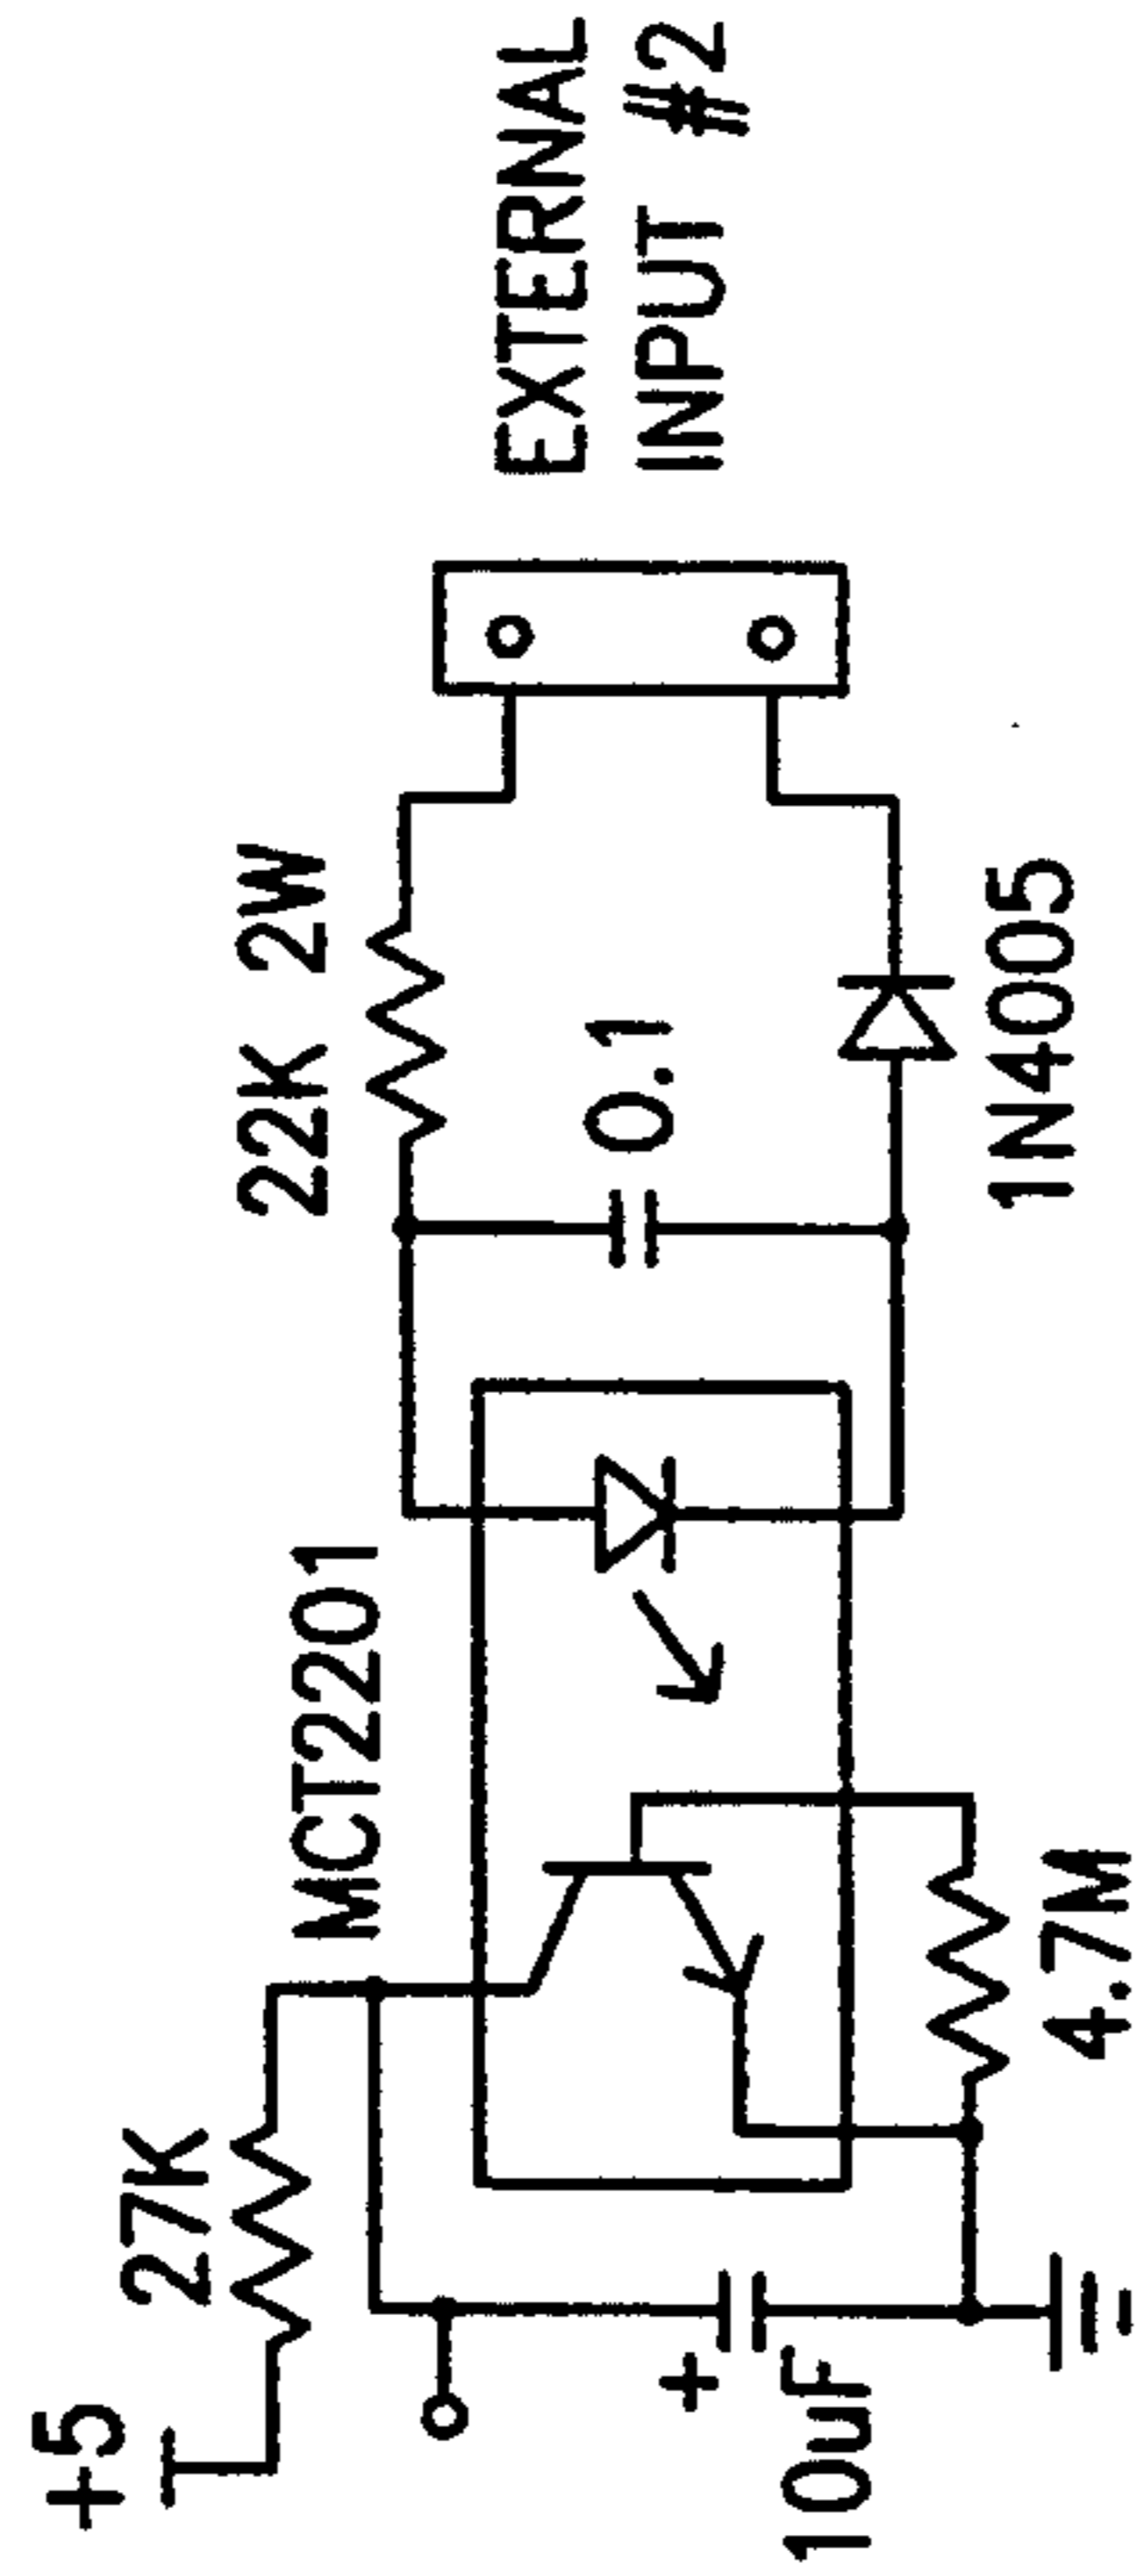 +5
27K
MCT2201
22K 2W
EXTERNAL
INPUT #2
0.1
+
10uF
4.7M
1N4005